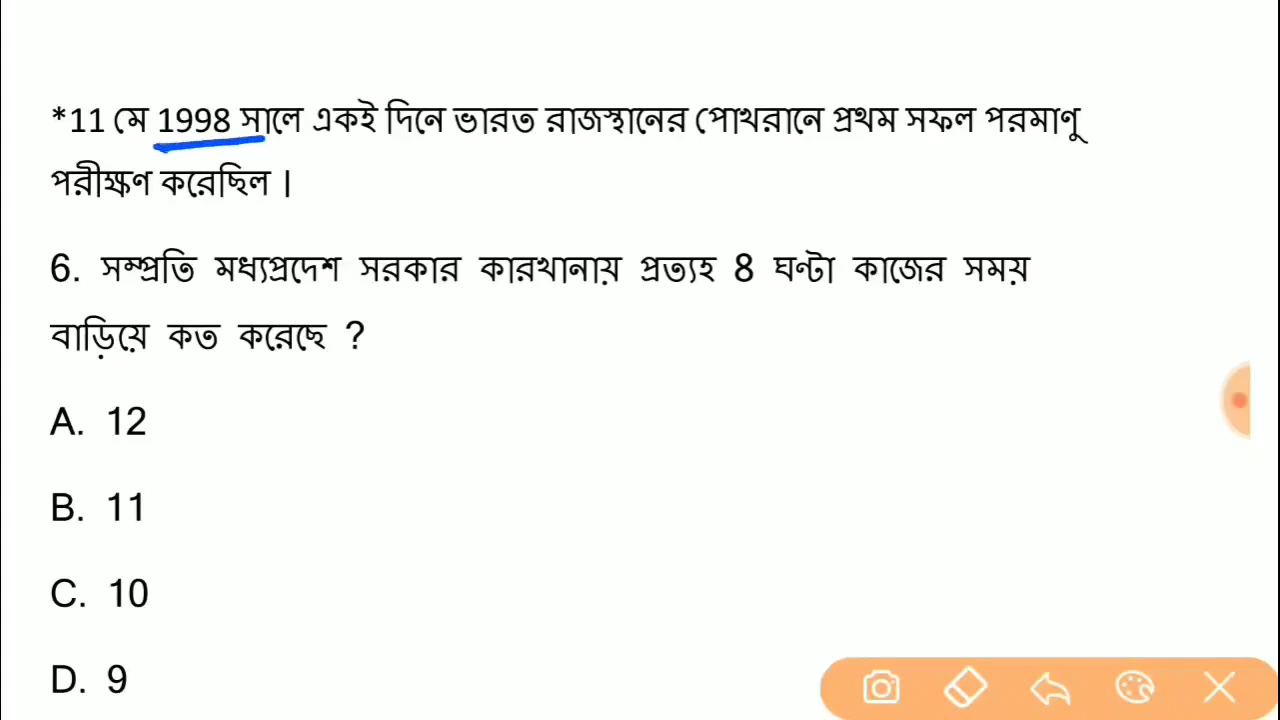 *11 মে 1998 সালে একই দিনে ভারত রাজস্থানের পোখরানে প্রথম সফল পরমাণু
পরীক্ষণ করেছিল।
6. সম্প্রতি মধ্যপ্রদেশ সরকার কারখানায় প্রত্যহ 8 ঘণ্টা কাজের সময়
বাড়িয়ে কত করেছে ?
A. 12
B. 11
C. 10
D. 9